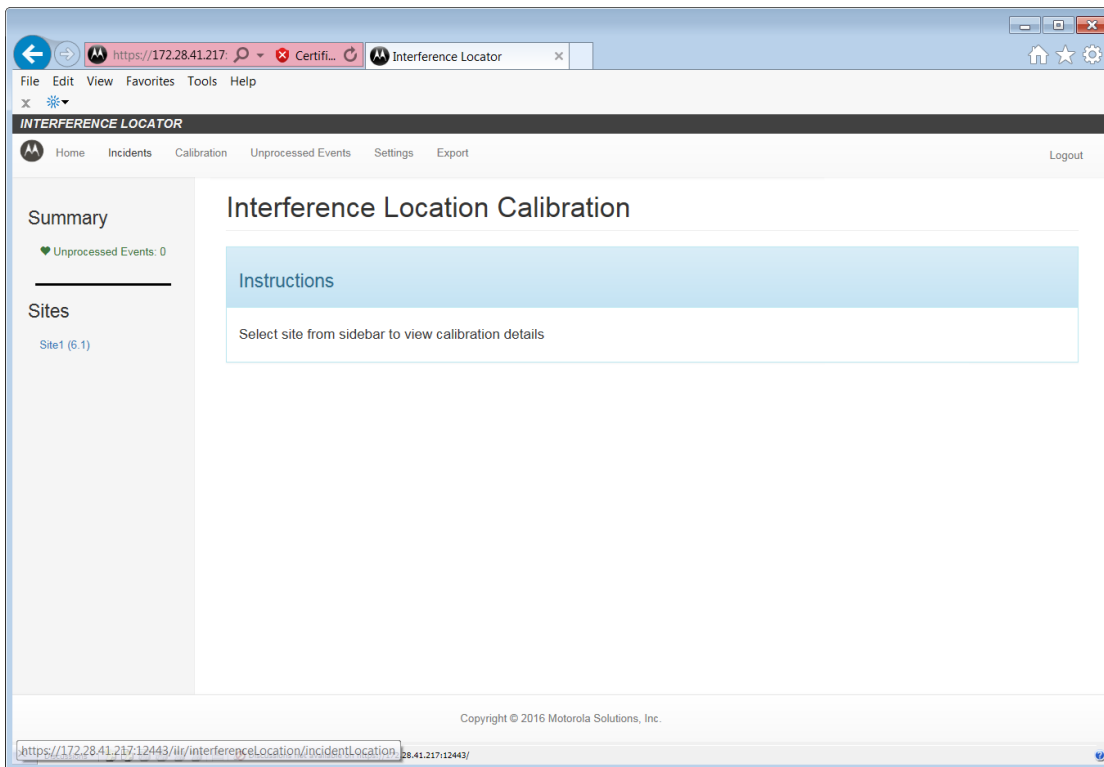 https://172.28.41.217: Certifi... Interference Locator
File Edit View Favorites Tools Help
x
INTERFERENCE LOCATOR
Home Incidents Calibration Unprocessed Events Settings Export Logout
Summary
Unprocessed Events: 0
Sites
Site1 (6.1)
Interference Location Calibration
Instructions
Select site from sidebar to view calibration details
Copyright © 2016 Motorola Solutions, Inc.
https://172.28.41.217:12443/ilr/interferenceLocation/incidentLocation
28.41.217:12443/